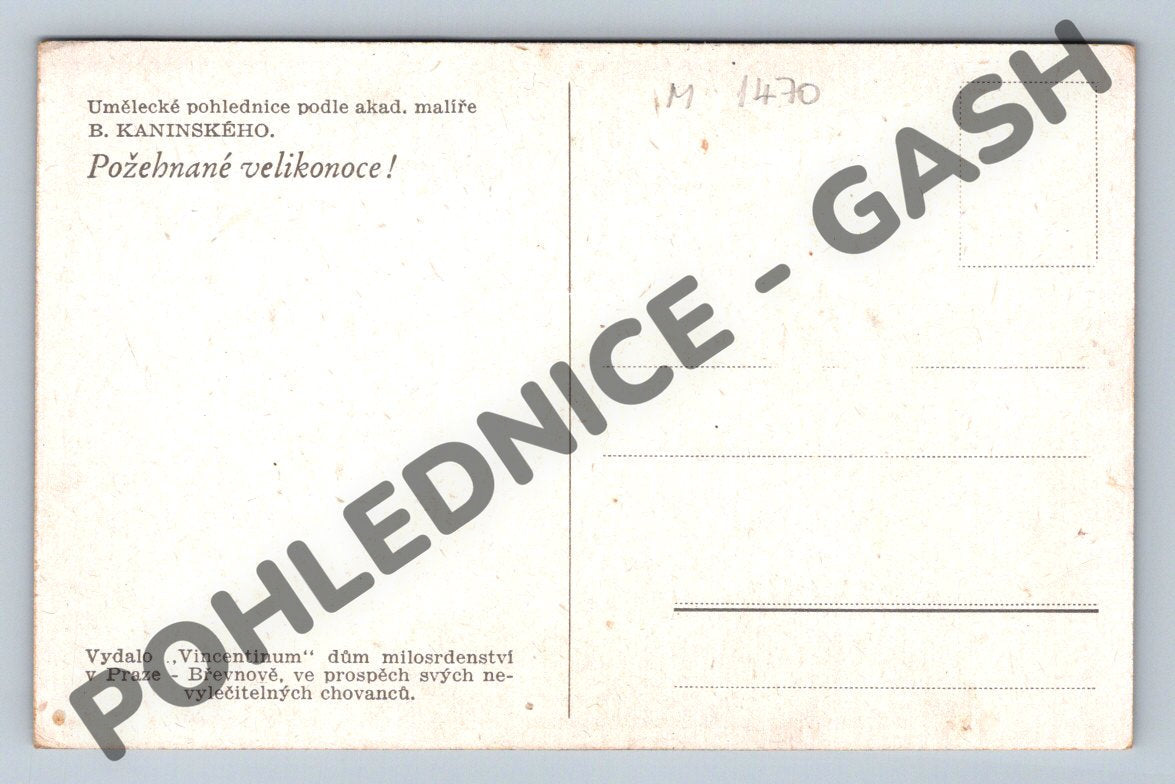 Umělecké pohlednice podle akad. malíře
B. KANINSKÉHO.
Požehnané velikonoce!
Vydalo „Vincentinum“ dům milosrdenství
v Praze - Břevnově, ve prospěch svých ne-
vyléčitelných chovanců.
M 1470
POHLEDNICE - GASH